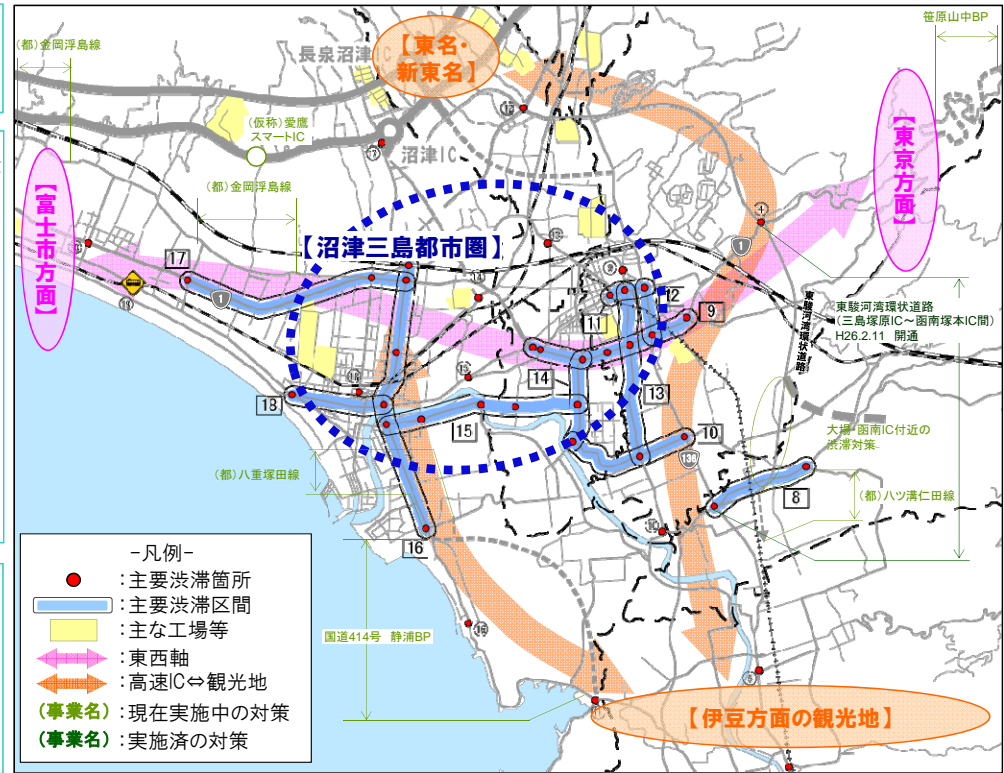 笹原山中BP
(都)金岡浮島線
長泉沼津IC
【東名・
新東名】
⑦
沼津IC
(仮称)愛鷹
スマートIC
(都)金岡浮島線
【東京方面】
【富士市方面】
【沼津三島都市圏】
④
1
17
1
12
9
11
東駿河湾環状道路
東駿河湾環状道路
(三島塚原IC～函南塚本IC間)
H26.2.11 開通
14
13
18
15
10
136
大場・函南IC付近の
渋滞対策
(都)八重塚田線
8
(都)八ツ溝仁田線
16
国道414号 静浦BP
【伊豆方面の観光地】
-凡例-
:主要渋滞箇所
:主要渋滞区間
:主な工場等
:東西軸
:高速IC⇔観光地
(事業名):現在実施中の対策
(事業名):実施済の対策